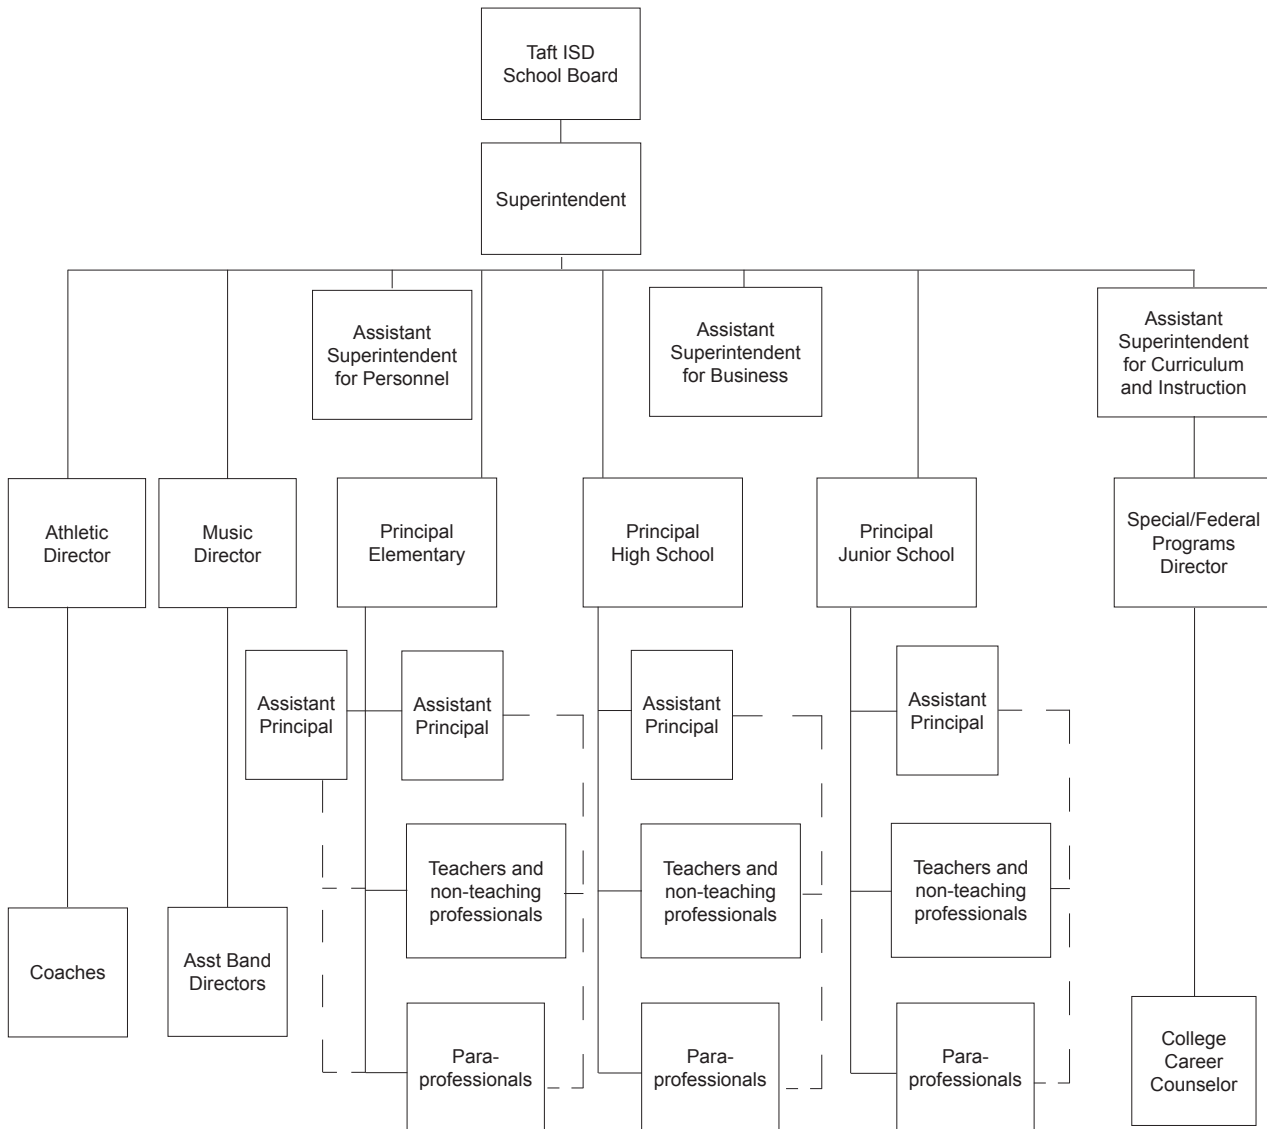 Taft ISD
School Board
Superintendent
Assistant
Superintendent
for Personnel
Assistant
Superintendent
for Business
Assistant
Superintendent
for Curriculum
and Instruction
Athletic
Director
Music
Director
Principal
Elementary
Principal
High School
Principal
Junior School
Special/Federal
Programs
Director
Assistant
Principal
Assistant
Principal
Assistant
Principal
Assistant
Principal
Teachers and
non-teaching
professionals
Teachers and
non-teaching
professionals
Teachers and
non-teaching
professionals
Coaches
Asst Band
Directors
Para-
professionals
Para-
professionals
Para-
professionals
College
Career
Counselor